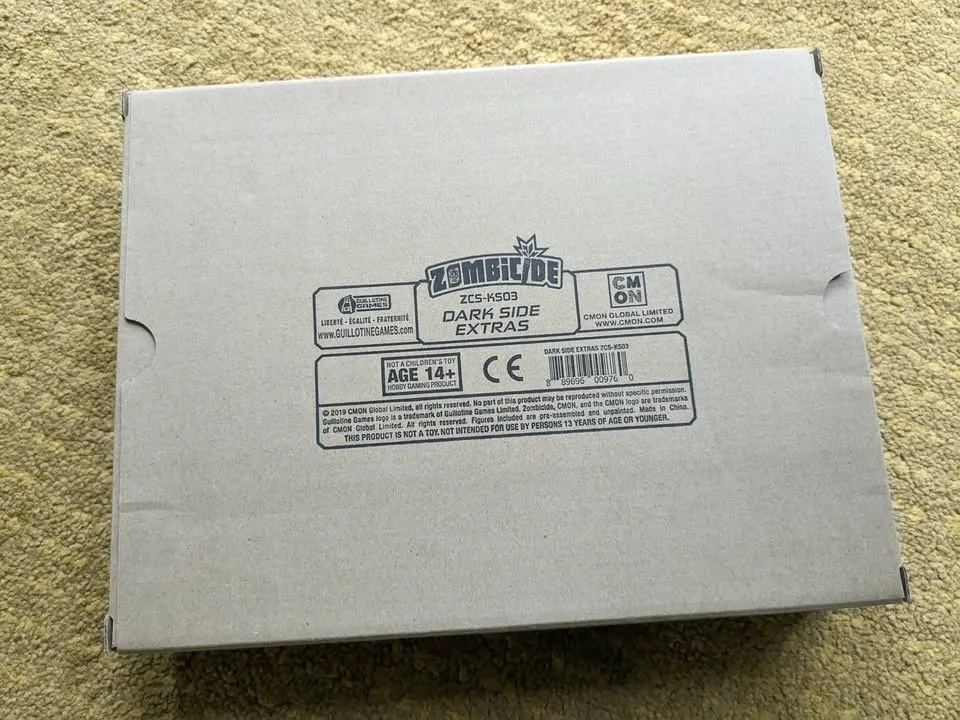 ZOMBICIDE
ZCS-KS03
DARK SIDE
EXTRAS
GUILLOTINE
GAMES
LIBERTÉ - ÉGALITÉ - FRATERNITÉ
www.GUILLOTINEGAMES.com
CM
ON
CMON GLOBAL LIMITED
WWW.CMON.COM
NOT A CHILDREN'S TOY
AGE 14+
HOBBY GAMING PRODUCT
CE
DARK SIDE EXTRAS ZCS-KS03
8 89696 00976 0
© 2019 CMON Global Limited, all rights reserved. No part of this product may be reproduced without specific permission.
Guillotine Games logo is a trademark of Guillotine Games Limited. Zombicide, CMON, and the CMON logo are trademarks
of CMON Global Limited. All rights reserved. Figures included are pre-assembled and unpainted. Made in China.
THIS PRODUCT IS NOT A TOY. NOT INTENDED FOR USE BY PERSONS 13 YEARS OF AGE OR YOUNGER.